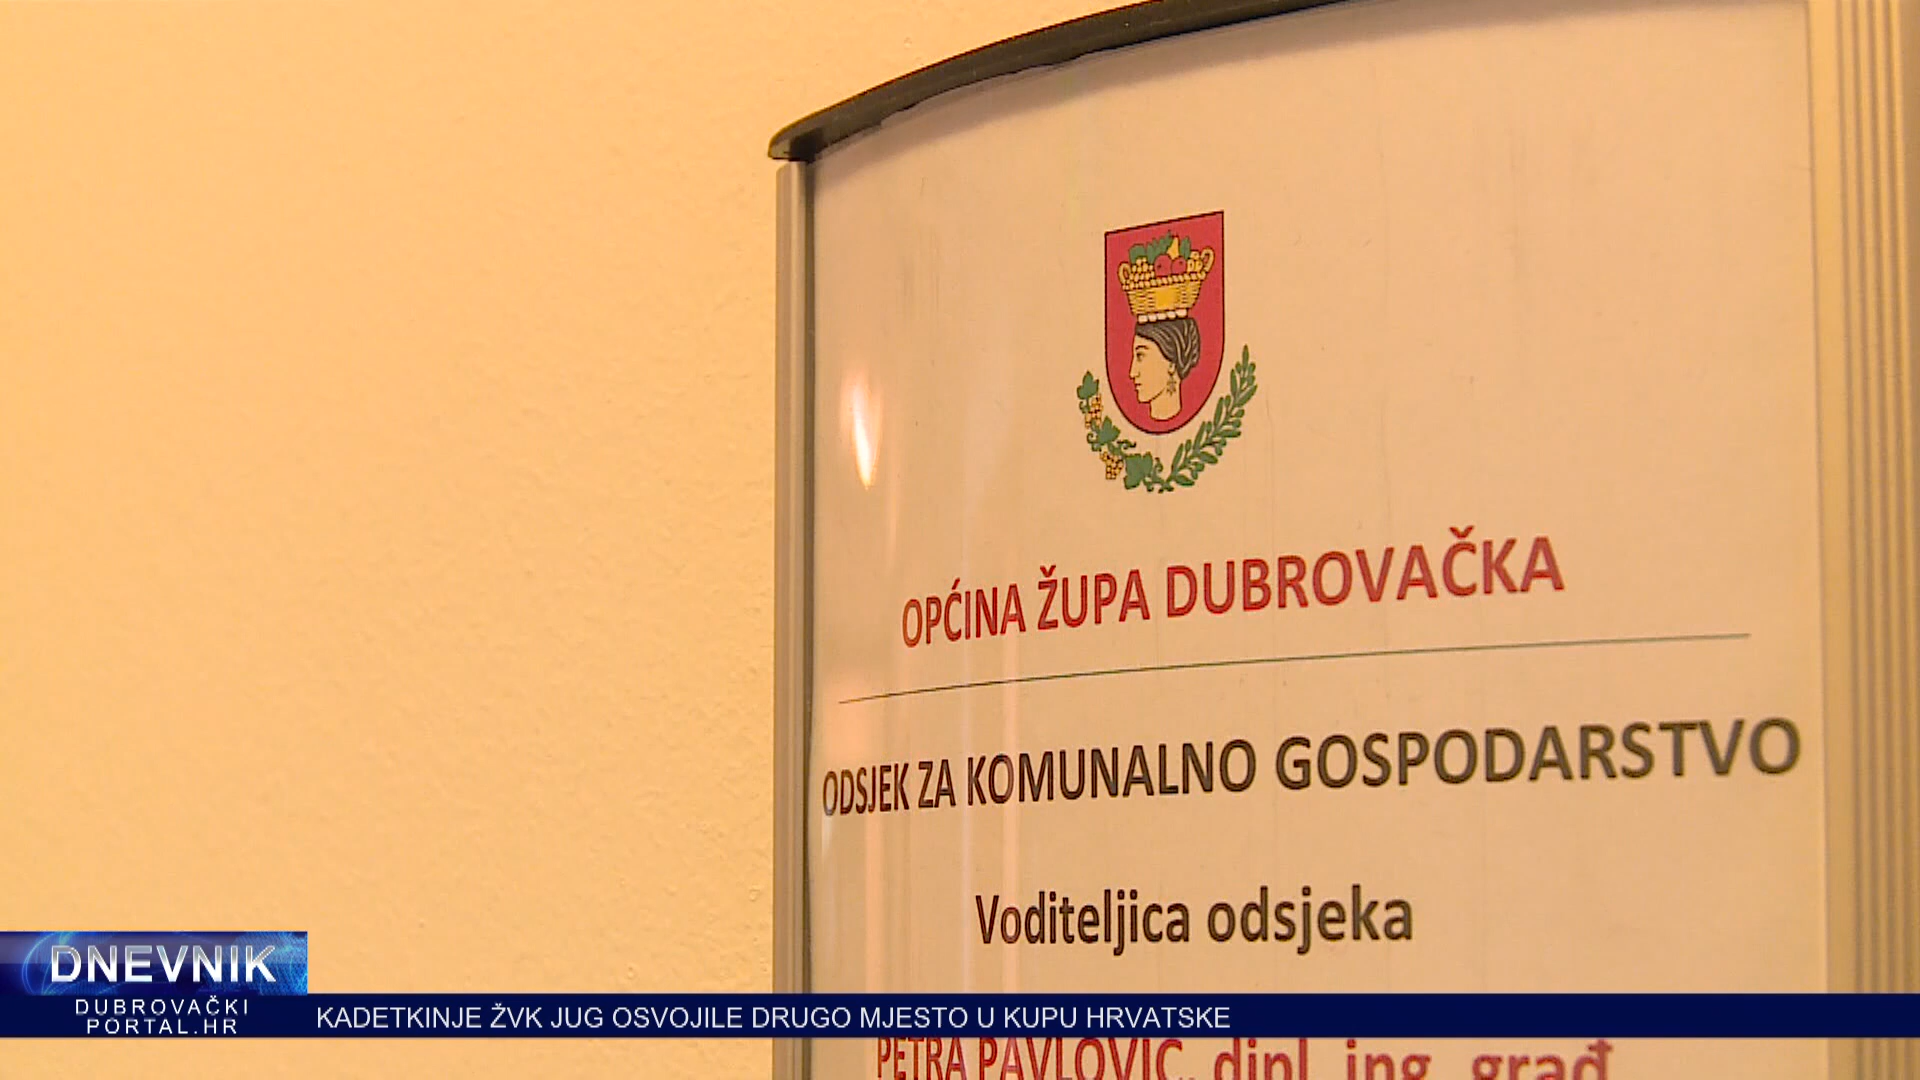 OPĆINA ŽUPA DUBROVAČKA
ODSJEK ZA KOMUNALNO GOSPODARSTVO
Voditeljica odsjeka
PETRA PAVLOVIĆ, dipl. ing. građ
DNEVNIK
DUBROVAČKI
PORTAL.HR
KADETKINJE ŽVK JUG OSVOJILE DRUGO MJESTO U KUPU HRVATSKE